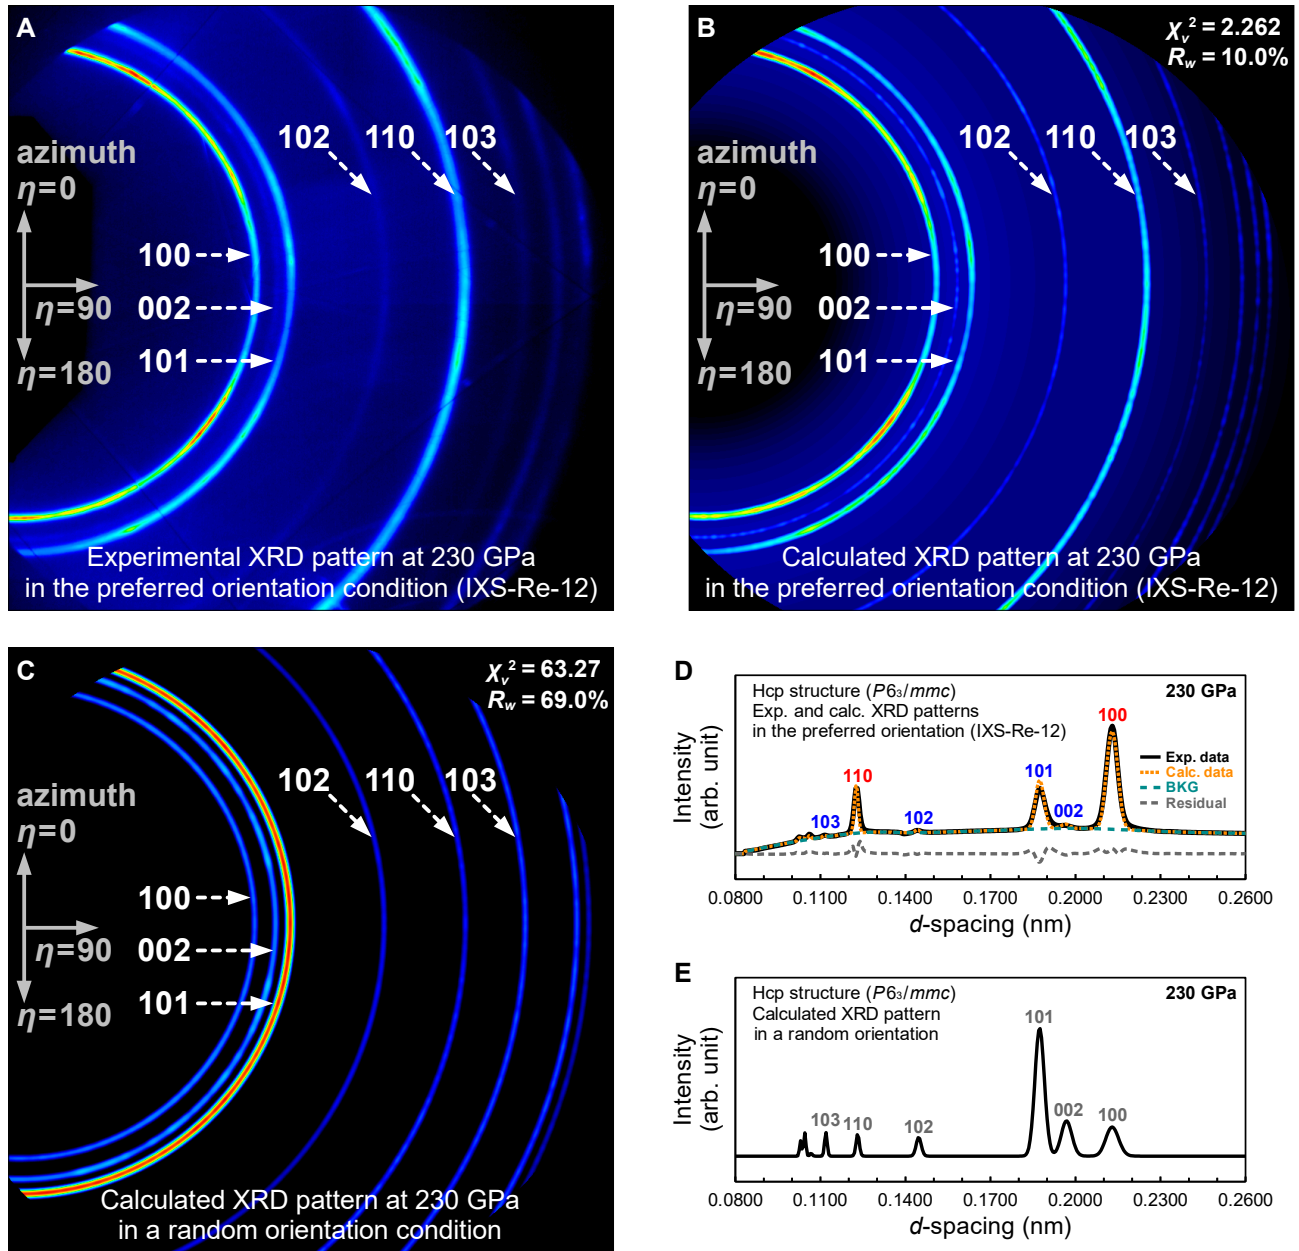 A
azimuth
η=0
η=90
η=180
102
110
103
100
002
101
Experimental XRD pattern at 230 GPa
in the preferred orientation condition (IXS-Re-12)
B
χᵥ² = 2.262
R_w = 10.0%
azimuth
η=0
η=90
η=180
102
110
103
100
002
101
Calculated XRD pattern at 230 GPa
in the preferred orientation condition (IXS-Re-12)
C
χᵥ² = 63.27
R_w = 69.0%
azimuth
η=0
η=90
η=180
102
110
103
100
002
101
Calculated XRD pattern at 230 GPa
in a random orientation condition
D
Hcp structure (P6₃/mmc)
Exp. and calc. XRD patterns
in the preferred orientation (IXS-Re-12)
230 GPa
100
110
101
002
102
103
Exp. data
Calc. data
BKG
Residual
Intensity
(arb. unit)
0.0800 0.1100 0.1400 0.1700 0.2000 0.2300 0.2600
d-spacing (nm)
E
Hcp structure (P6₃/mmc)
Calculated XRD pattern
in a random orientation
230 GPa
101
103
110
102
002
100
Intensity
(arb. unit)
0.0800 0.1100 0.1400 0.1700 0.2000 0.2300 0.2600
d-spacing (nm)